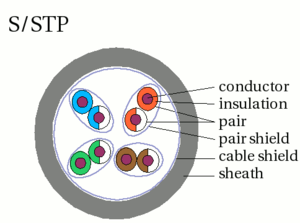 S/STP
conductor
insulation
pair
pair shield
cable shield
sheath